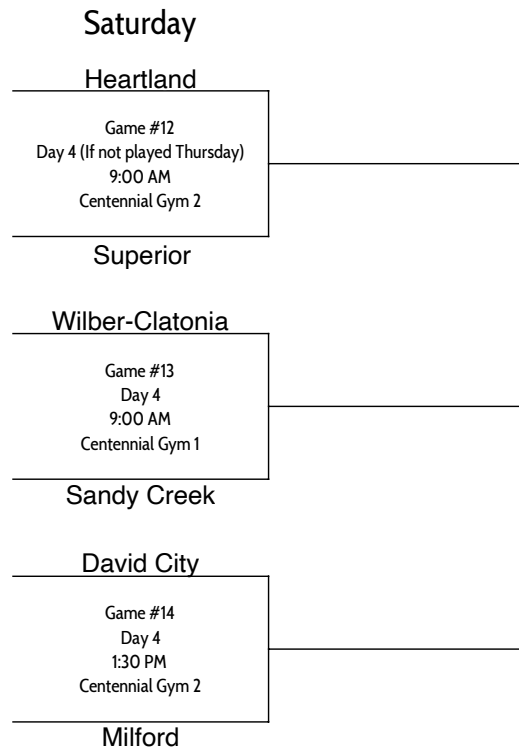 Saturday
Heartland
Game #12
Day 4 (If not played Thursday)
9:00 AM
Centennial Gym 2
Superior
Wilber-Clatonia
Game #13
Day 4
9:00 AM
Centennial Gym 1
Sandy Creek
David City
Game #14
Day 4
1:30 PM
Centennial Gym 2
Milford